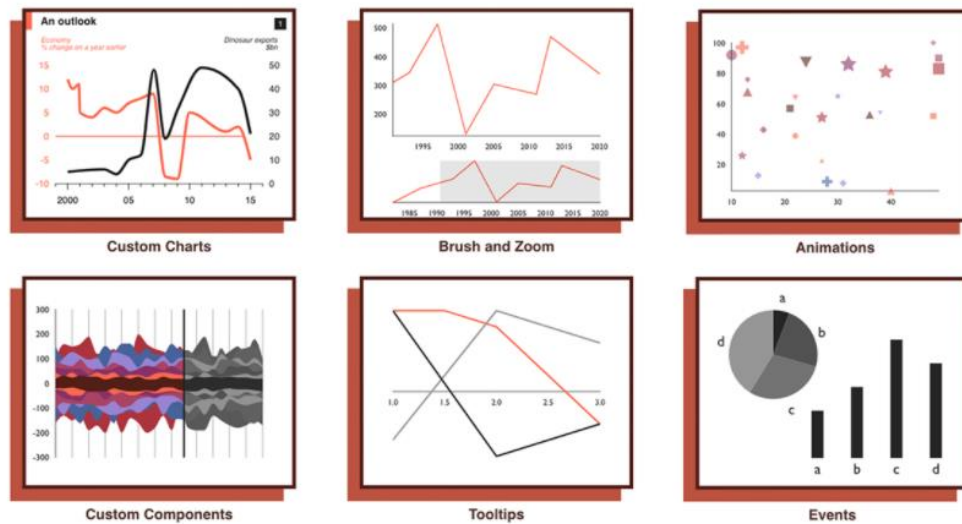 An outlook
1
Economy
% change on a year earlier
Dinosaur exports
$bn
15
10
5
0
-5
-10
50
40
30
20
10
0
2000
05
10
15
Custom Charts
500
400
300
200
1995
2000
2005
2010
2015
2020
1985
1990
1995
2000
2005
2010
2015
2020
Brush and Zoom
100
80
60
40
20
10
20
30
40
Animations
300
200
100
0
-100
-200
-300
Custom Components
1.0
1.5
2.0
2.5
3.0
Tooltips
a
b
c
d
a
b
c
d
Events